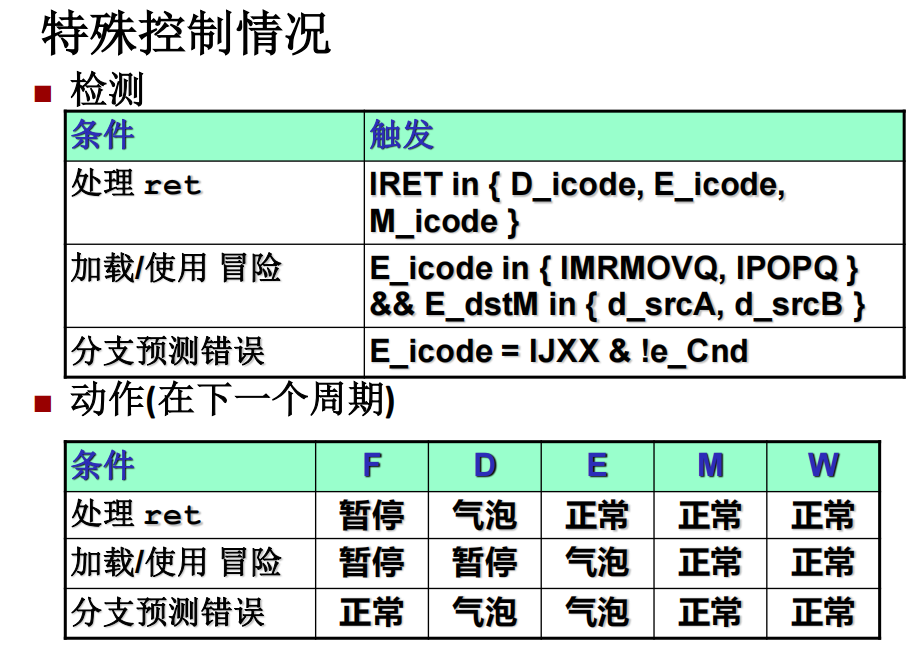 特殊控制情况
检测
条件 触发
处理 ret IRET in { D_icode, E_icode,
M_icode }
加载/使用 冒险 E_icode in { IMRMOVQ, IPOPQ }
&& E_dstM in { d_srcA, d_srcB }
分支预测错误 E_icode = IJXX & !e_Cnd
动作(在下一个周期)
条件 F D E M W
处理 ret 暂停 气泡 正常 正常 正常
加载/使用 冒险 暂停 暂停 气泡 正常 正常
分支预测错误 正常 气泡 气泡 正常 正常